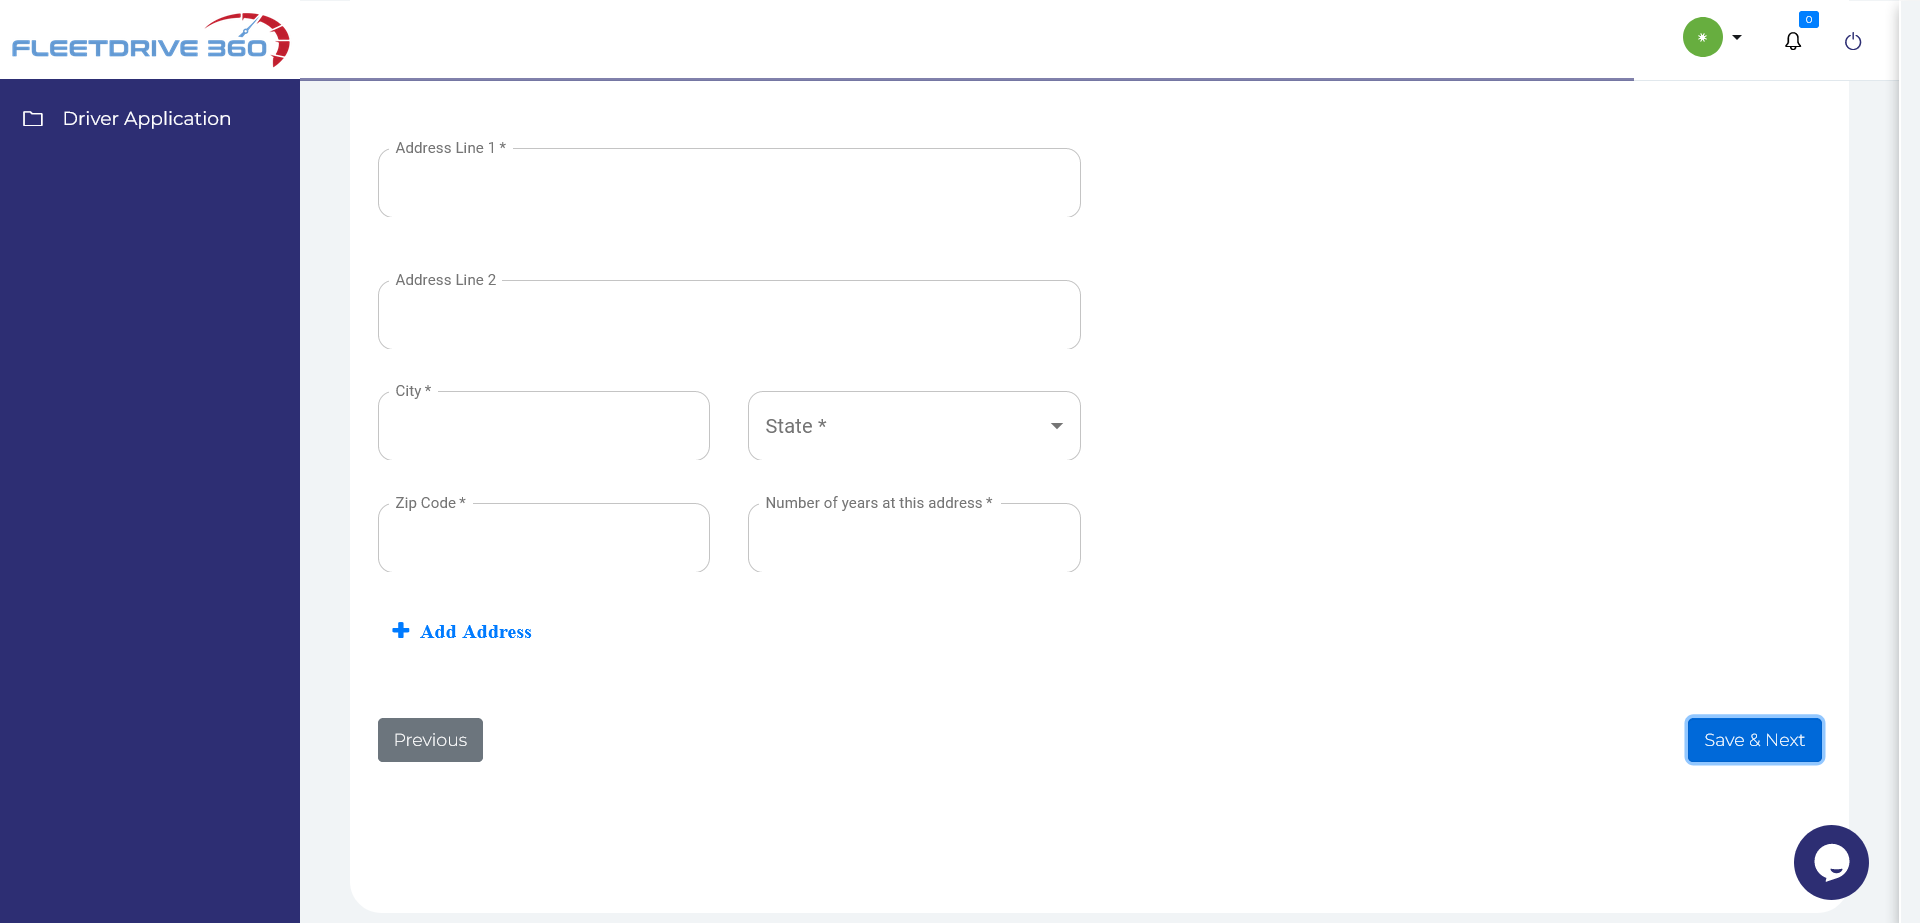 FLEETDRIVE 360
0
Driver Application
Address Line 1 *
Address Line 2
City *
State *
Zip Code *
Number of years at this address *
Add Address
Previous
Save & Next